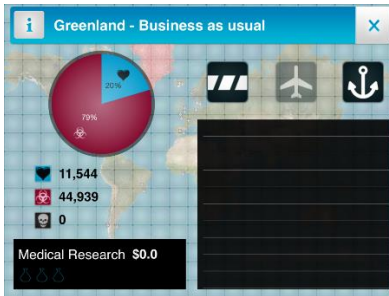 i Greenland - Business as usual X
20%
79%
11,544
44,939
0
Medical Research $0.0